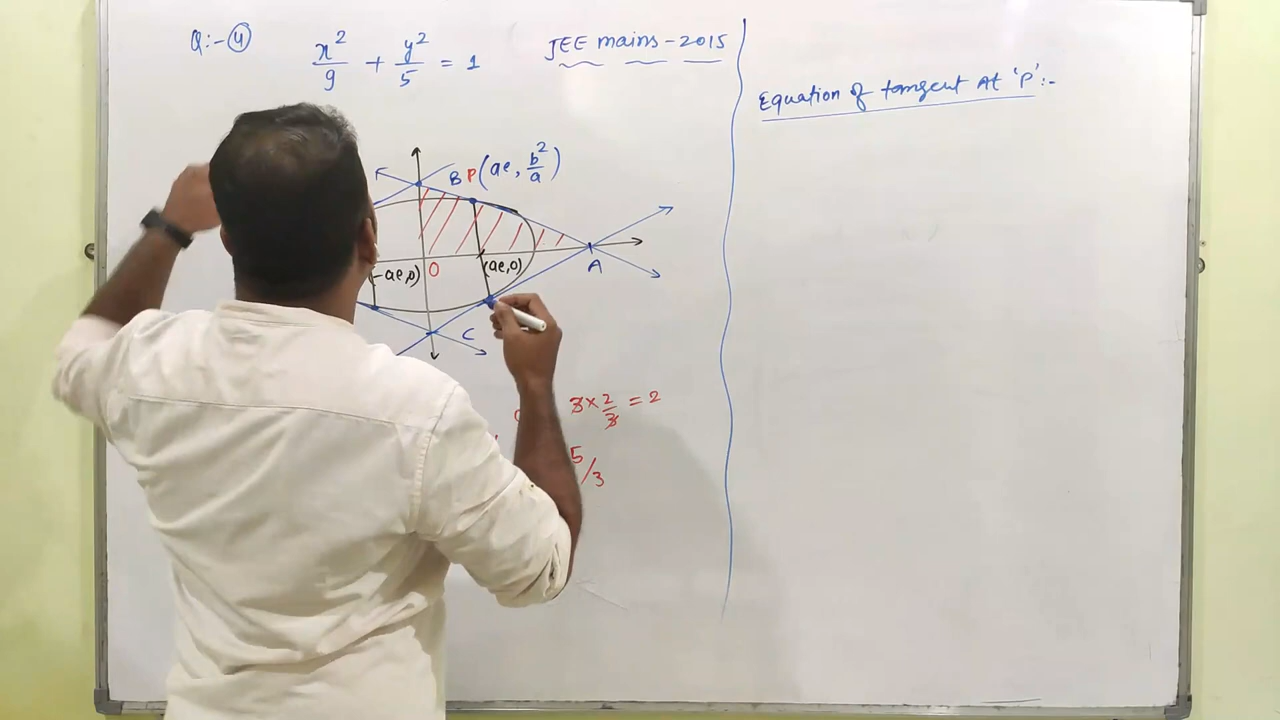 Q:- 4
x²/9 + y²/5 = 1
JEE mains - 2015
Equation of tangent At 'P':-
B P (ae, b²/a)
(-ae,0) O (ae,0) A
C
3 × 2/3 = 2
5/3